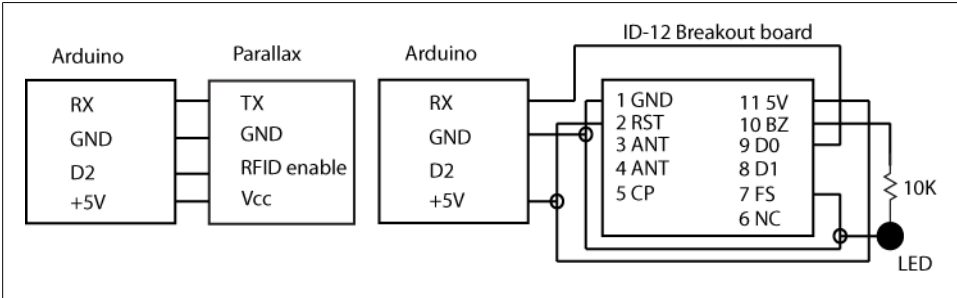 Arduino
Parallax
RX
GND
D2
+5V
TX
GND
RFID enable
Vcc
Arduino
ID-12 Breakout board
RX
GND
D2
+5V
1 GND
2 RST
3 ANT
4 ANT
5 CP
11 5V
10 BZ
9 D0
8 D1
7 FS
6 NC
10K
LED